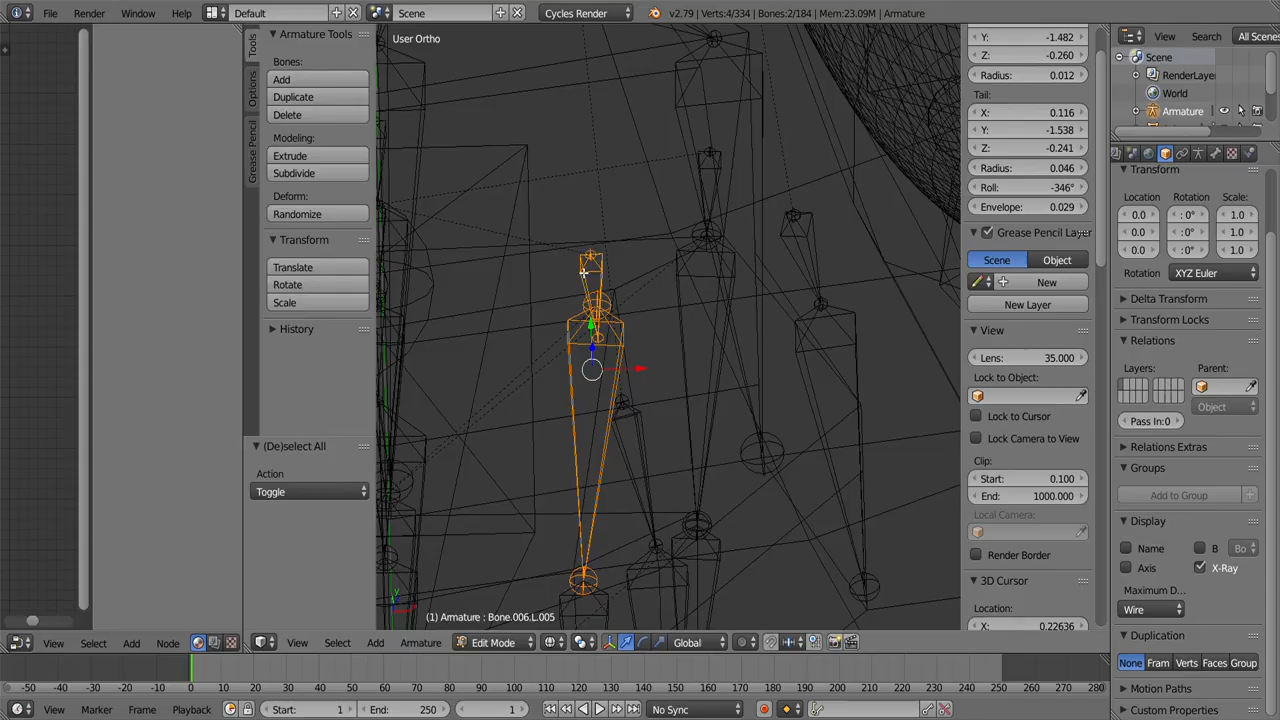 File Render Window Help Default Scene Cycles Render v2.79 | Verts:4/334 | Bones:2/184 | Mem:23.09M | Armature
User Ortho
Tools
Options
Grease Pencil
Armature Tools
Bones:
Add
Duplicate
Delete
Modeling:
Extrude
Subdivide
Deform:
Randomize
Transform
Translate
Rotate
Scale
History
(De)select All
Action
Toggle
(1) Armature : Bone.006.L.005
Y: -1.482
Z: -0.260
Radius: 0.012
Tail:
X: 0.116
Y: -1.538
Z: -0.241
Radius: 0.046
Roll: -346°
Envelope: 0.029
Grease Pencil Laye
Scene Object
New
New Layer
View
Lens: 35.000
Lock to Object:
Lock to Cursor
Lock Camera to View
Clip:
Start: 0.100
End: 1000.000
Local Camera:
Render Border
3D Cursor
Location:
X: 0.22636
View Search All Scenes
Scene
RenderLaye
World
Armature
Transform
Location Rotation Scale:
0.0 : 0° 1.0
0.0 : 0° 1.0
0.0 : 0° 1.0
Rotation XYZ Euler
Delta Transform
Transform Locks
Relations
Layers: Parent:
Object
Pass In:0
Relations Extras
Groups
Add to Group
Display
Name B Bo
Axis X-Ray
Maximum D...
Wire
Duplication
None Fram Verts Faces Group
Motion Paths
Custom Properties
View Select Add Node
View Select Add Armature Edit Mode Global
-50 -40 -30 -20 -10 0 10 20 30 40 50 60 70 80 90 100 110 120 130 140 150 160 170 180 190 200 210 220 230 240 250 260 270 280
View Marker Frame Playback Start: 1 End: 250 1 No Sync